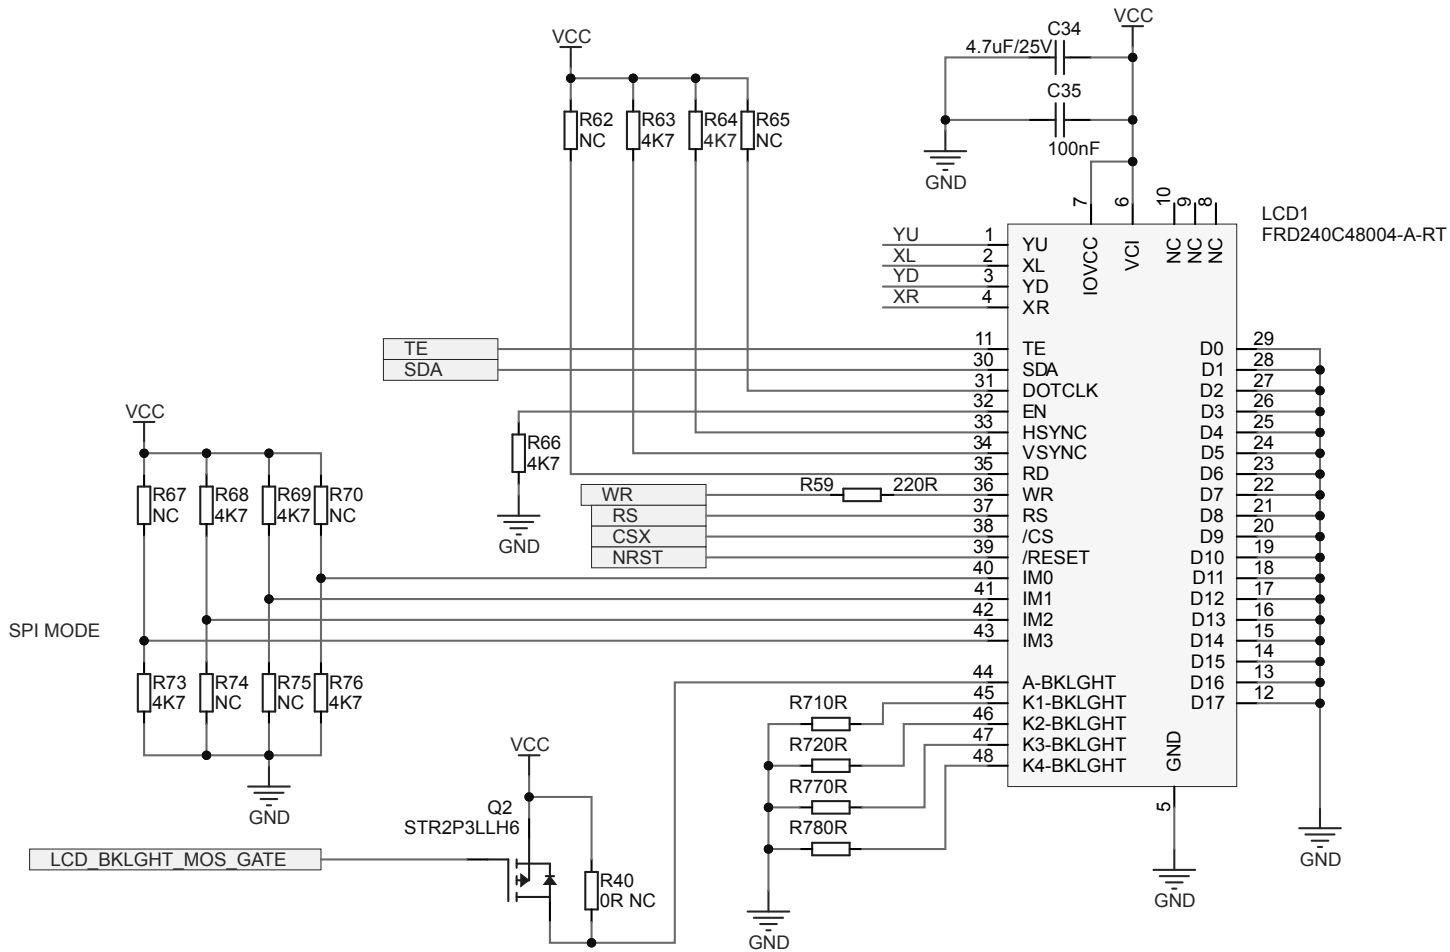 VCC
C34
4.7uF/25V
VCC
C35
100nF
R62
NC
R63
4K7
R64
4K7
R65
NC
GND
7
6
10
9
8
LCD1
FRD240C48004-A-RT
YU 1 YU
XL 2 XL
YD 3 YD
XR 4 XR
IOVCC
VCI
NC
NC
NC
TE 11 TE
SDA 30 SDA
31 DOTCLK
32 EN
33 HSYNC
34 VSYNC
35 RD
WR R59 220R 36 WR
RS 37 RS
CSX 38 /CS
NRST 39 /RESET
40 IM0
41 IM1
42 IM2
43 IM3
44 A-BKLGHT
45 K1-BKLGHT
46 K2-BKLGHT
47 K3-BKLGHT
48 K4-BKLGHT
D0 29
D1 28
D2 27
D3 26
D4 25
D5 24
D6 23
D7 22
D8 21
D9 20
D10 19
D11 18
D12 17
D13 16
D14 15
D15 14
D16 13
D17 12
GND
5
GND
GND
R66
4K7
GND
VCC
R67
NC
R68
4K7
R69
4K7
R70
NC
SPI MODE
R73
4K7
R74
NC
R75
NC
R76
4K7
GND
R710R
R720R
R770R
R780R
GND
VCC
Q2
STR2P3LLH6
LCD_BKLGHT_MOS_GATE
R40
0R NC